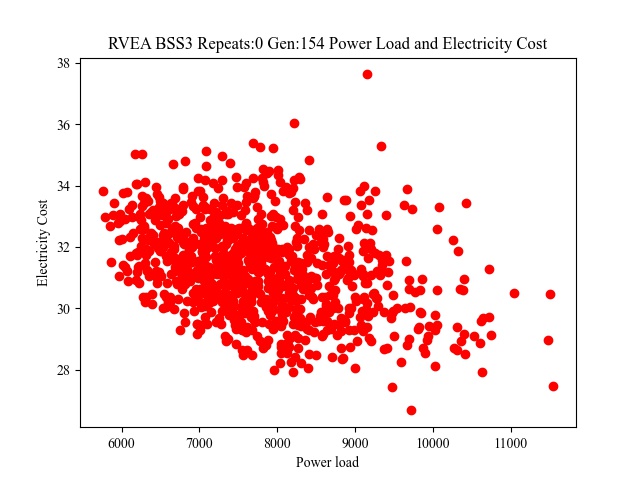 RVEA BSS3 Repeats:0 Gen:154 Power Load and Electricity Cost
38
36
34
32
30
28
Electricity Cost
6000 7000 8000 9000 10000 11000
Power load